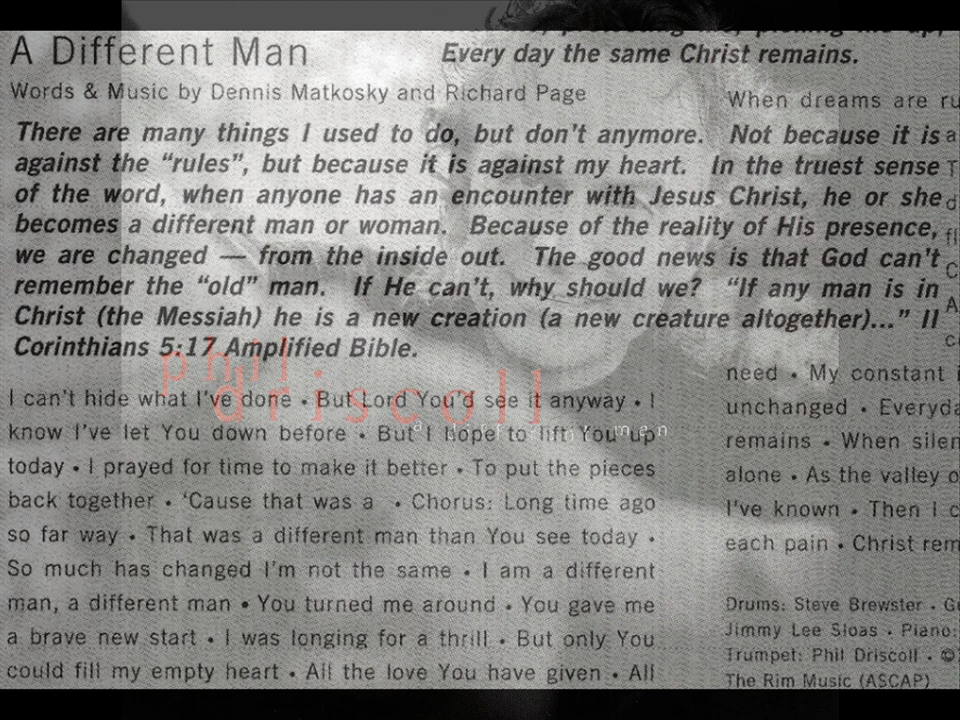 A Different Man
Words & Music by Dennis Matkosky and Richard Page
There are many things I used to do, but don't anymore. Not because it is
against the “rules”, but because it is against my heart. In the truest sense
of the word, when anyone has an encounter with Jesus Christ, he or she
becomes a different man or woman. Because of the reality of His presence,
we are changed — from the inside out. The good news is that God can't
remember the “old” man. If He can't, why should we? “If any man is in
Christ (the Messiah) he is a new creation (a new creature altogether)...” II
Corinthians 5:17 Amplified Bible.
phil
driscoll
I can't hide what I've done • But Lord You'd see it anyway • I
know I've let You down before • But I hope to lift You up
today • I prayed for time to make it better • To put the pieces
back together • ‘Cause that was a • Chorus: Long time ago
so far way • That was a different man than You see today •
So much has changed I'm not the same • I am a different
man, a different man • You turned me around • You gave me
a brave new start • I was longing for a thrill • But only You
could fill my empty heart • All the love You have given • All
Every day the same Christ remains.
When dreams are
need • My constant
unchanged • 
remains • When
alone • As the valley
I've known • Then I
each pain • Christ
Drums: Steve Brewster •
Jimmy Lee Sloas • Piano:
Trumpet: Phil Driscoll • ©
The Rim Music (ASCAP)